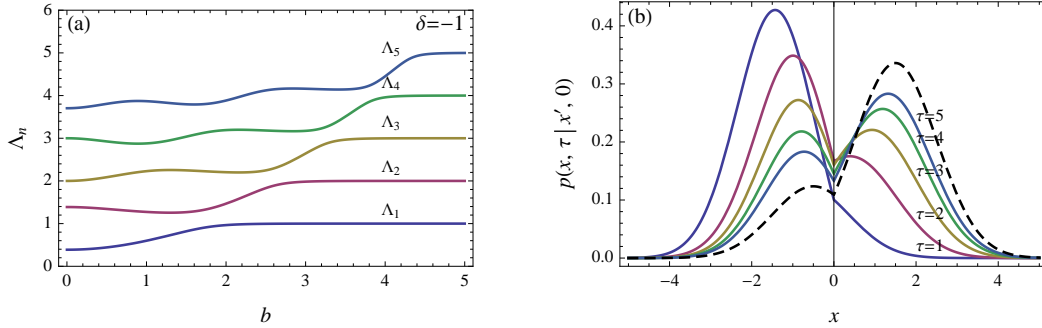 (a)
δ=−1
Λ₅
Λ₄
Λ₃
Λ₂
Λ₁
Λₙ
6
5
4
3
2
1
0
0 1 2 3 4 5
b
(b)
p(x, τ | x′, 0)
0.4
0.3
0.2
0.1
0.0
τ=5
τ=4
τ=3
τ=2
τ=1
−4 −2 0 2 4
x